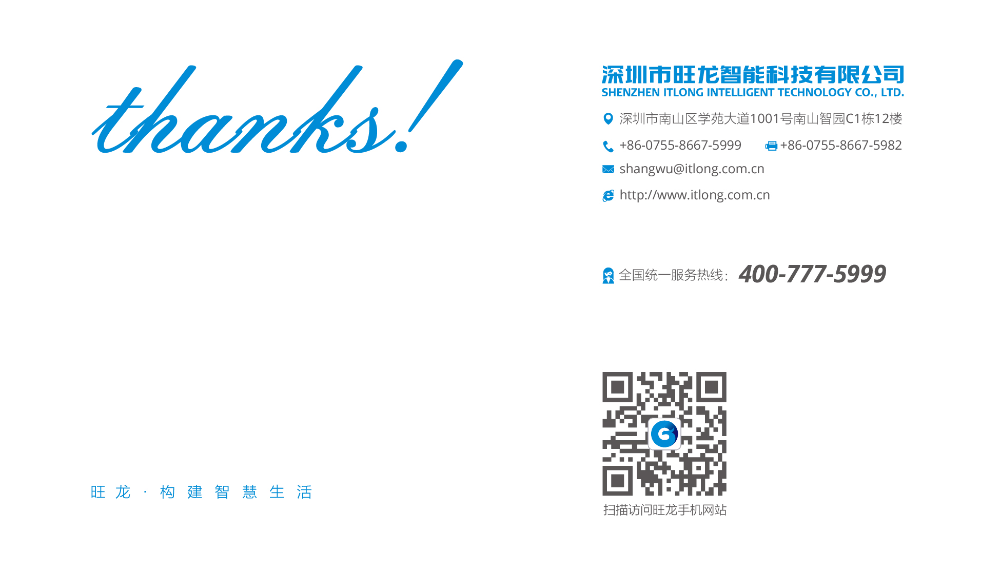 thanks!
深圳市旺龙智能科技有限公司
SHENZHEN ITLONG INTELLIGENT TECHNOLOGY CO., LTD.
深圳市南山区学苑大道1001号南山智园C1栋12楼
+86-0755-8667-5999 +86-0755-8667-5982
shangwu@itlong.com.cn
http://www.itlong.com.cn
全国统一服务热线：400-777-5999
旺龙·构建智慧生活
扫描访问旺龙手机网站